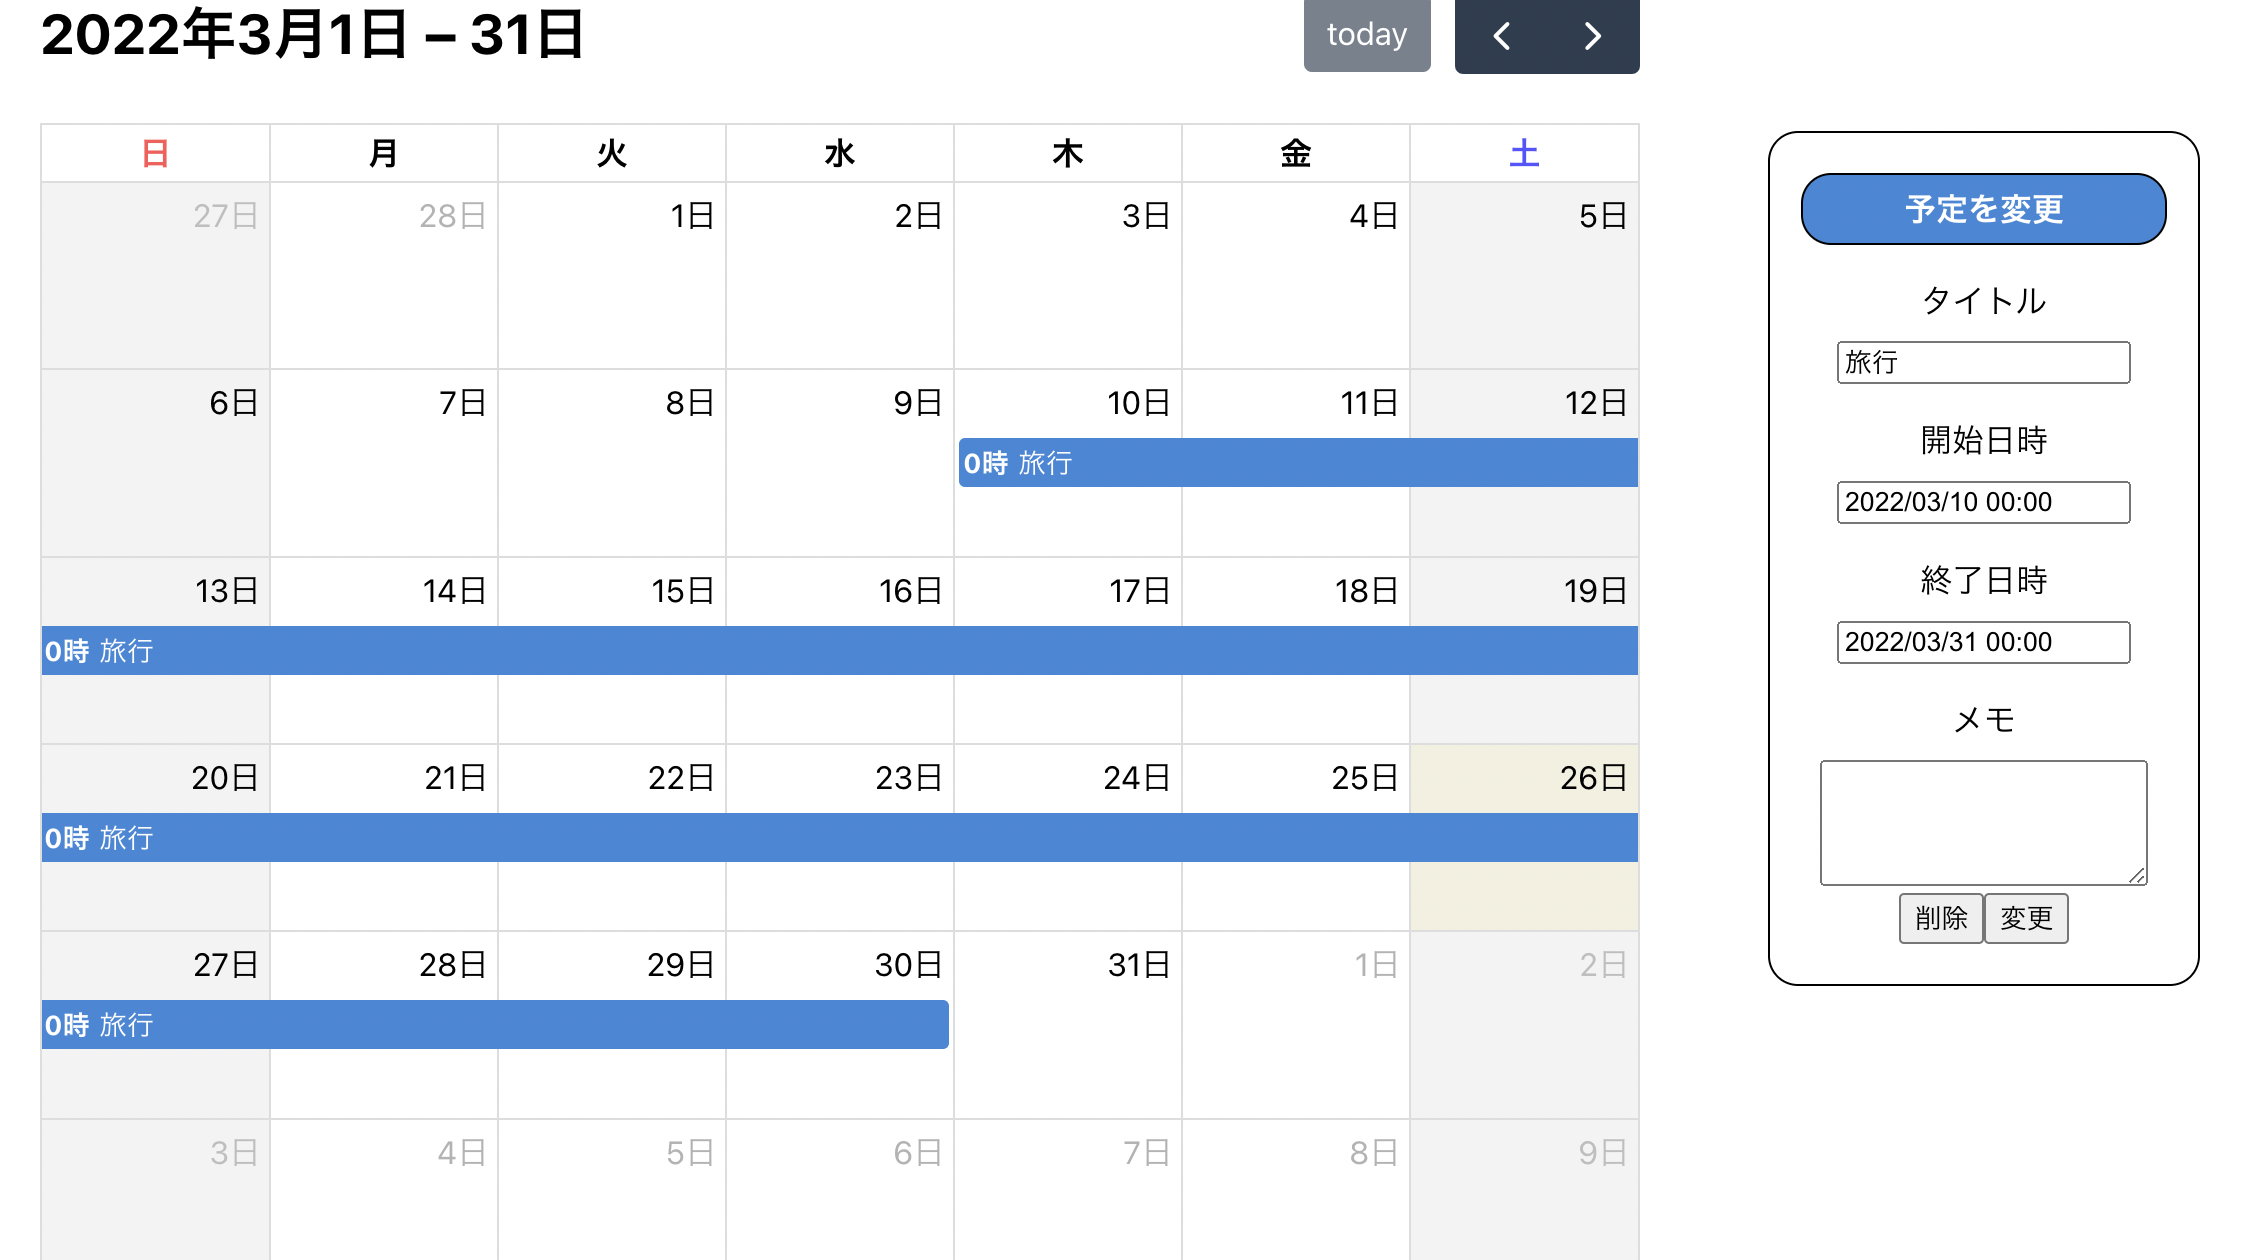 2022年3月1日 – 31日
today
日 月 火 水 木 金 土
27日 28日 1日 2日 3日 4日 5日
6日 7日 8日 9日 10日 11日 12日
0時 旅行
13日 14日 15日 16日 17日 18日 19日
0時 旅行
20日 21日 22日 23日 24日 25日 26日
0時 旅行
27日 28日 29日 30日 31日 1日 2日
0時 旅行
3日 4日 5日 6日 7日 8日 9日
予定を変更
タイトル
旅行
開始日時
2022/03/10 00:00
終了日時
2022/03/31 00:00
メモ
削除 変更